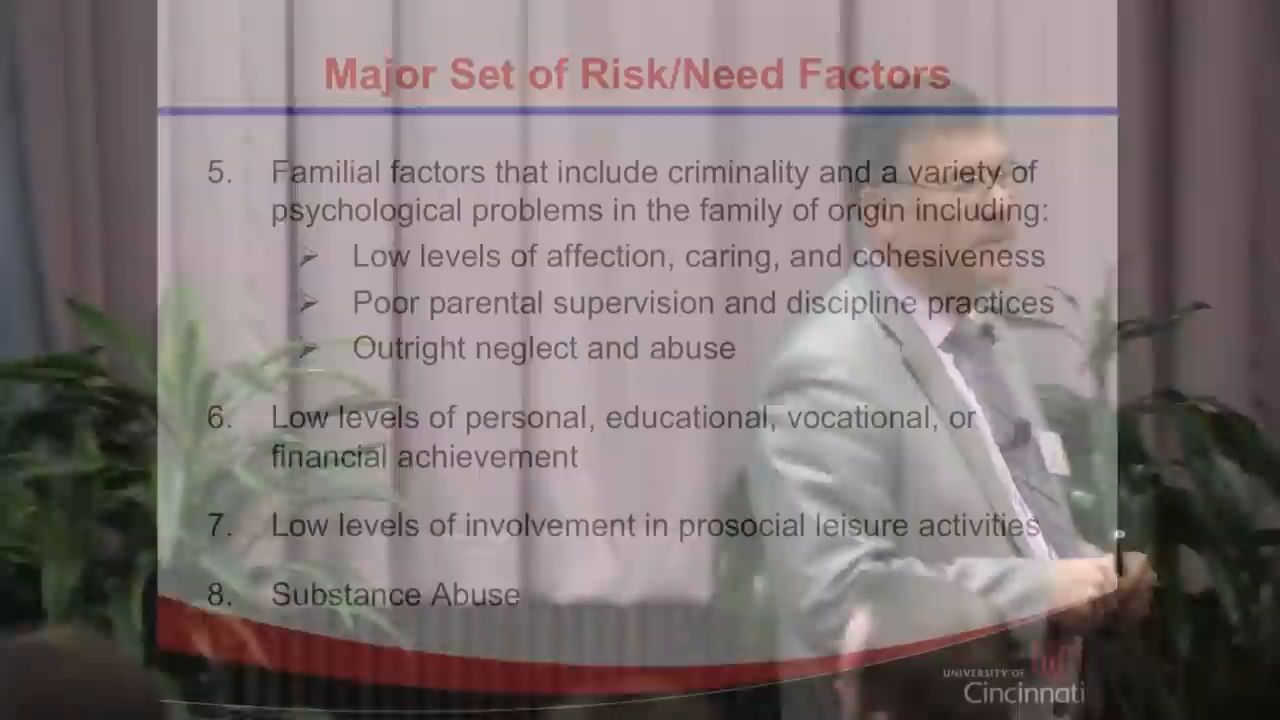 Major Set of Risk/Need Factors
5. Familial factors that include criminality and a variety of
psychological problems in the family of origin including:
➢ Low levels of affection, caring, and cohesiveness
➢ Poor parental supervision and discipline practices
➢ Outright neglect and abuse
6. Low levels of personal, educational, vocational, or
financial achievement
7. Low levels of involvement in prosocial leisure activities
8. Substance Abuse
UNIVERSITY OF
Cincinnati